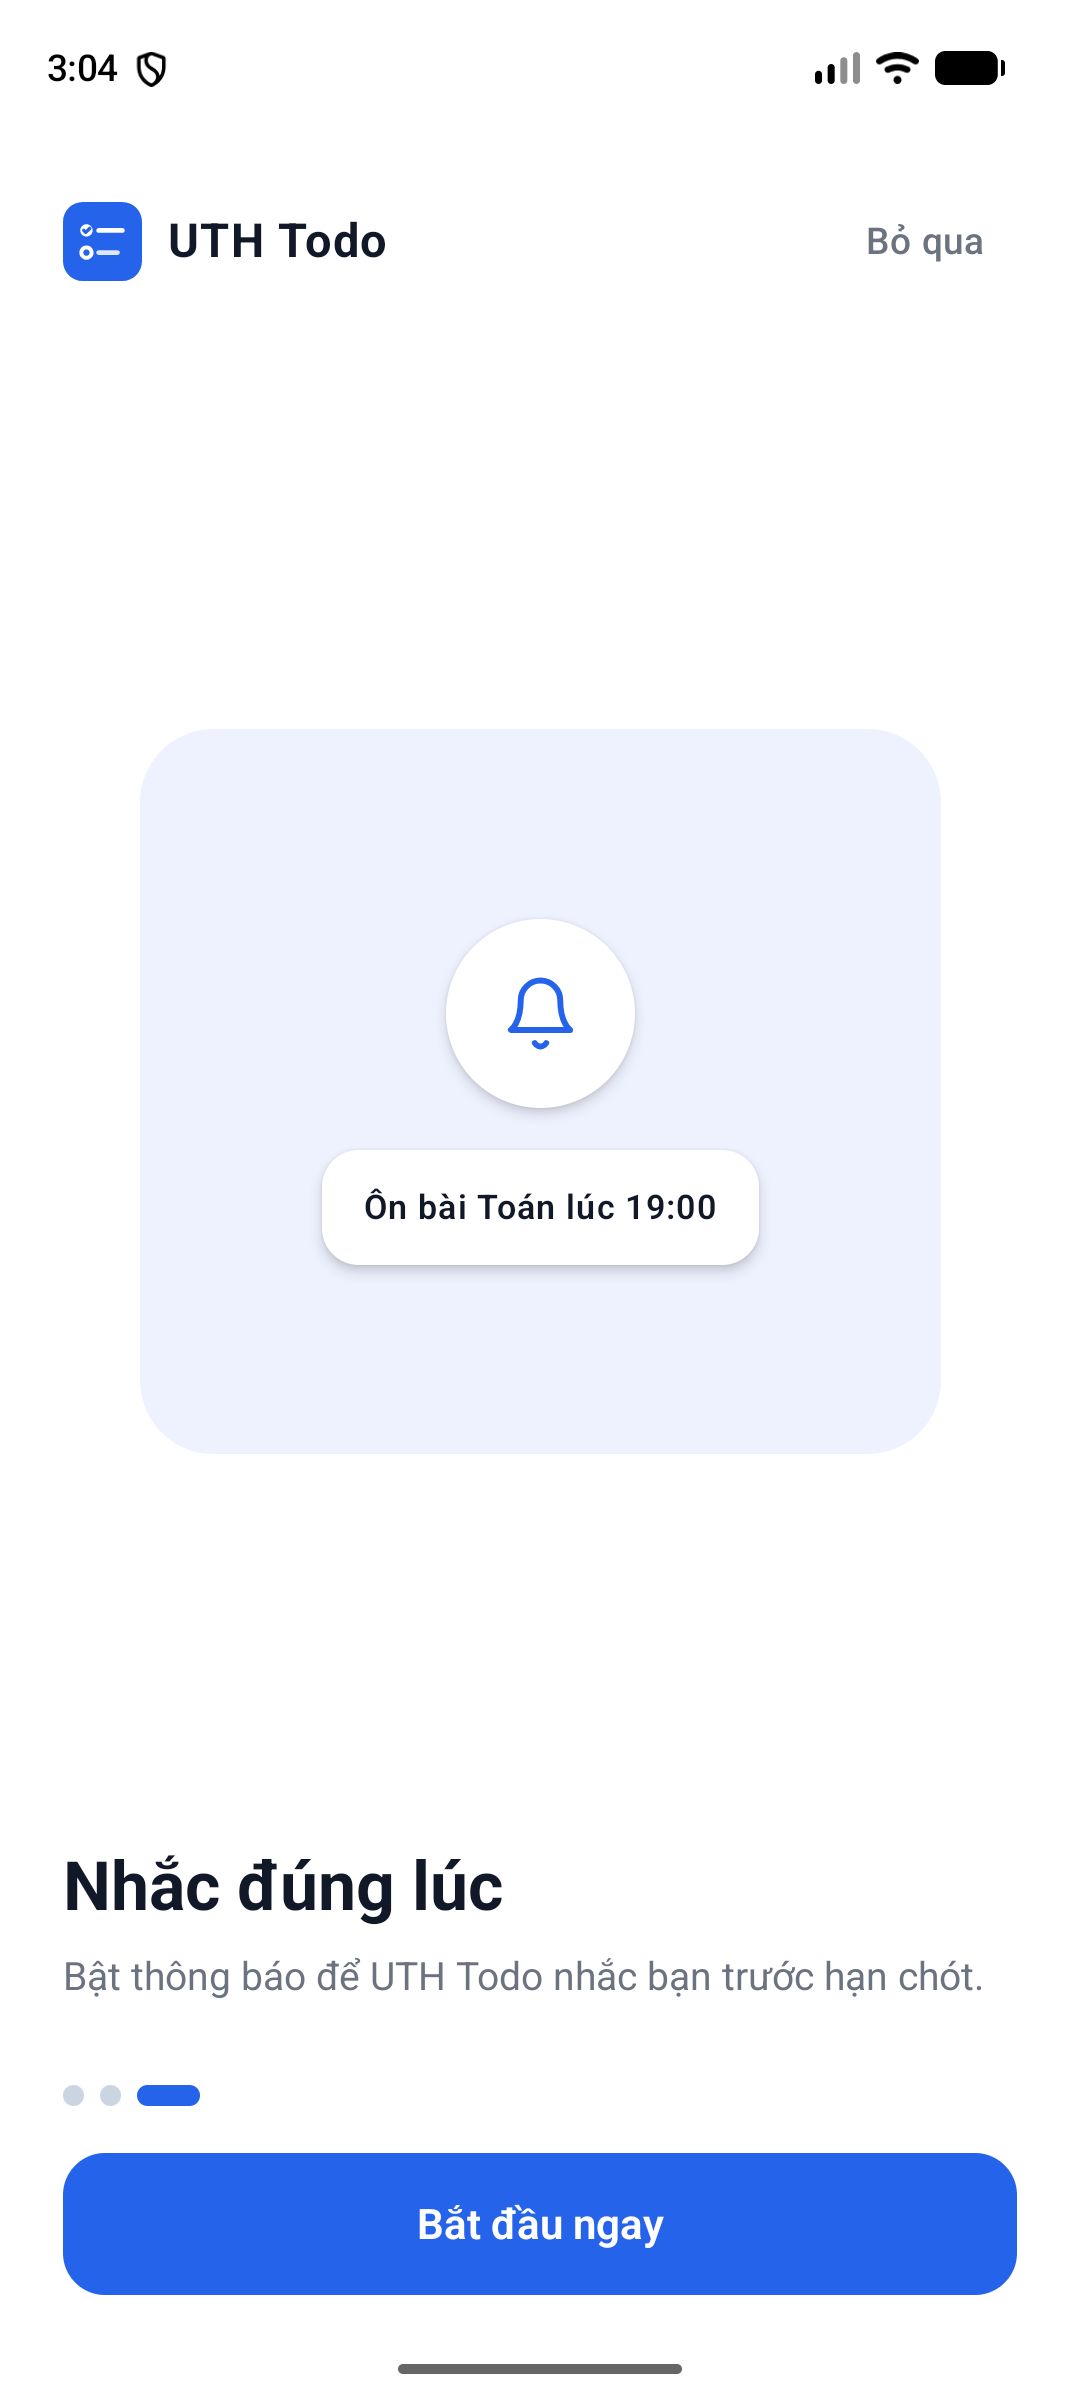 3:04
UTH Todo
Bỏ qua
Ôn bài Toán lúc 19:00
Nhắc đúng lúc
Bật thông báo để UTH Todo nhắc bạn trước hạn chót.
Bắt đầu ngay